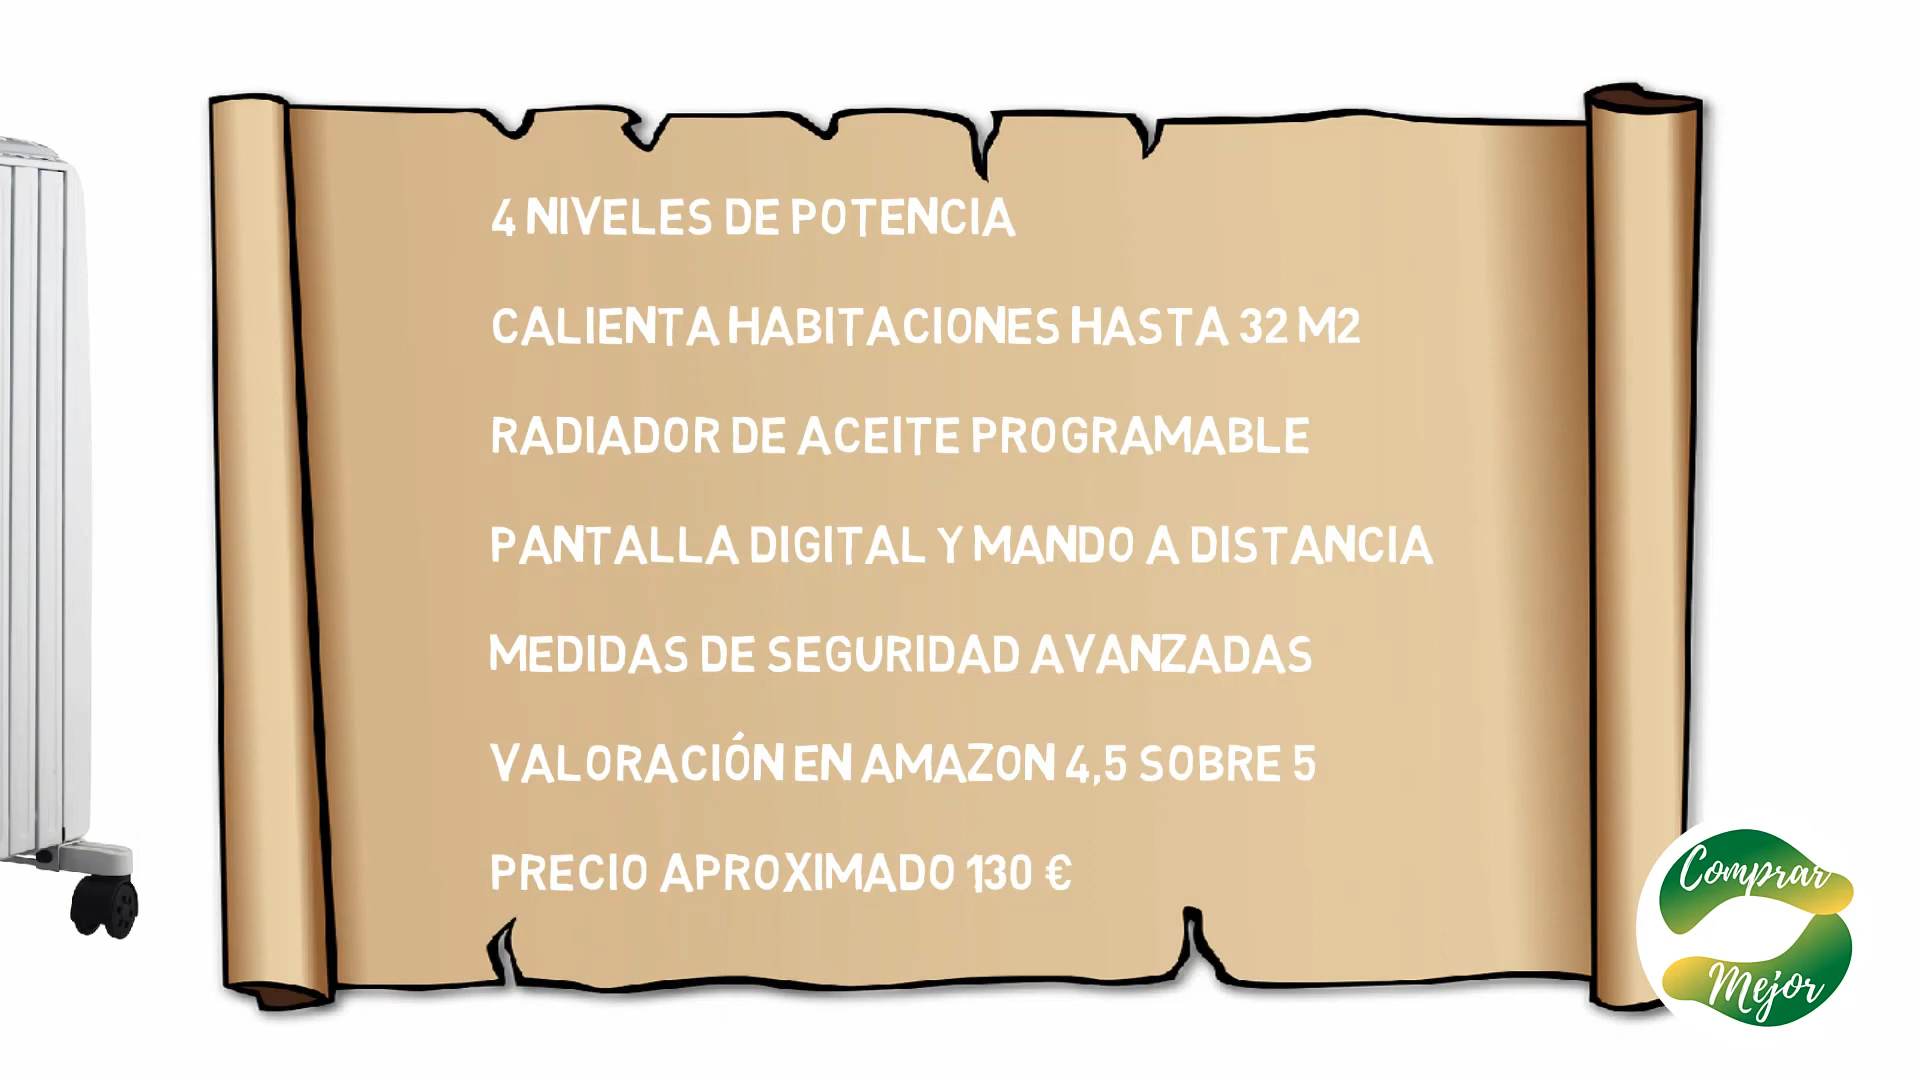 4 NIVELES DE POTENCIA
CALIENTA HABITACIONES HASTA 32 M2
RADIADOR DE ACEITE PROGRAMABLE
PANTALLA DIGITAL Y MANDO A DISTANCIA
MEDIDAS DE SEGURIDAD AVANZADAS
VALORACIÓN EN AMAZON 4,5 SOBRE 5
PRECIO APROXIMADO 130 €
Comprar
Mejor